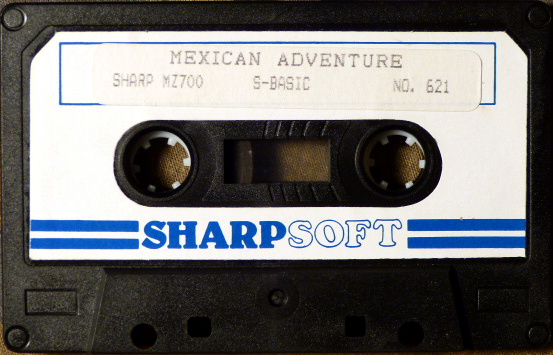 MEXICAN ADVENTURE
SHARP MZ700 S-BASIC NO. 621
SHARPSOFT